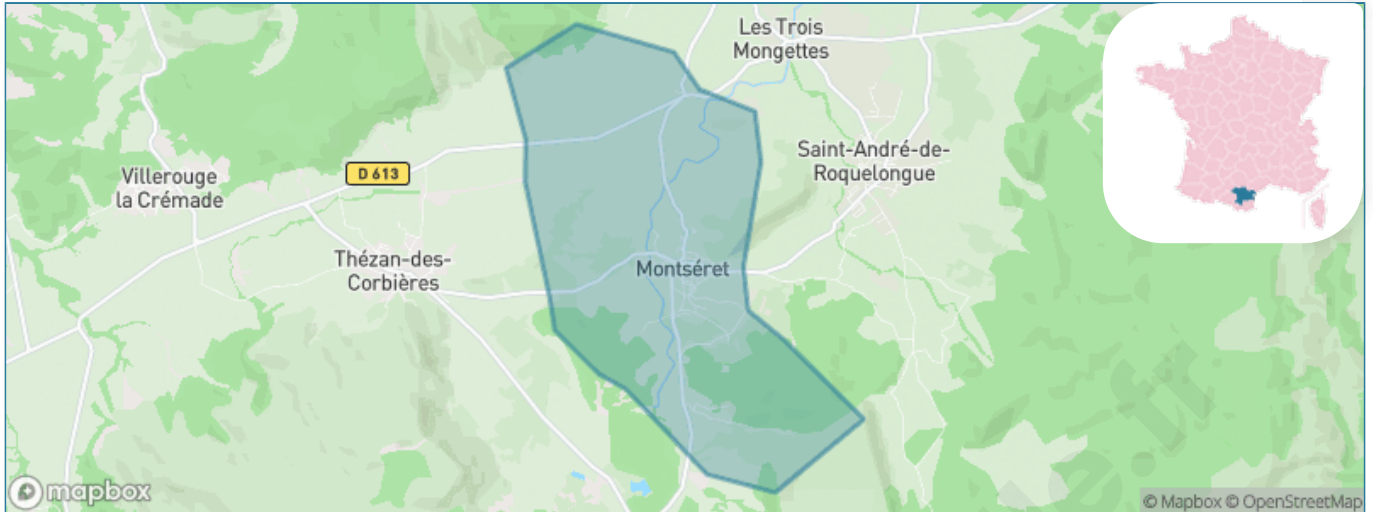 Les Trois
Mongettes
Saint-André-de-
Roquelongue
D 613
Villerouge
la Crémade
Thézan-des-
Corbières
Montséret
mapbox
© Mapbox © OpenStreetMap